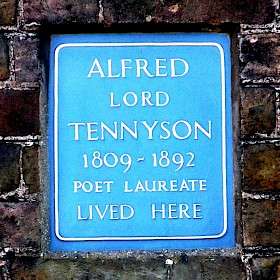 ALFRED
LORD
TENNYSON
1809-1892
POET LAUREATE
LIVED HERE